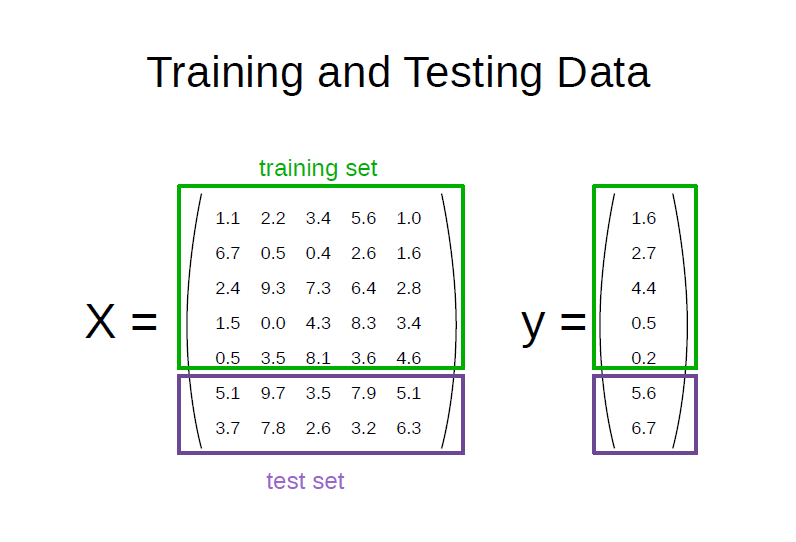 Training and Testing Data
training set
X =
1.1 2.2 3.4 5.6 1.0
6.7 0.5 0.4 2.6 1.6
2.4 9.3 7.3 6.4 2.8
1.5 0.0 4.3 8.3 3.4
0.5 3.5 8.1 3.6 4.6
5.1 9.7 3.5 7.9 5.1
3.7 7.8 2.6 3.2 6.3
test set
y =
1.6
2.7
4.4
0.5
0.2
5.6
6.7